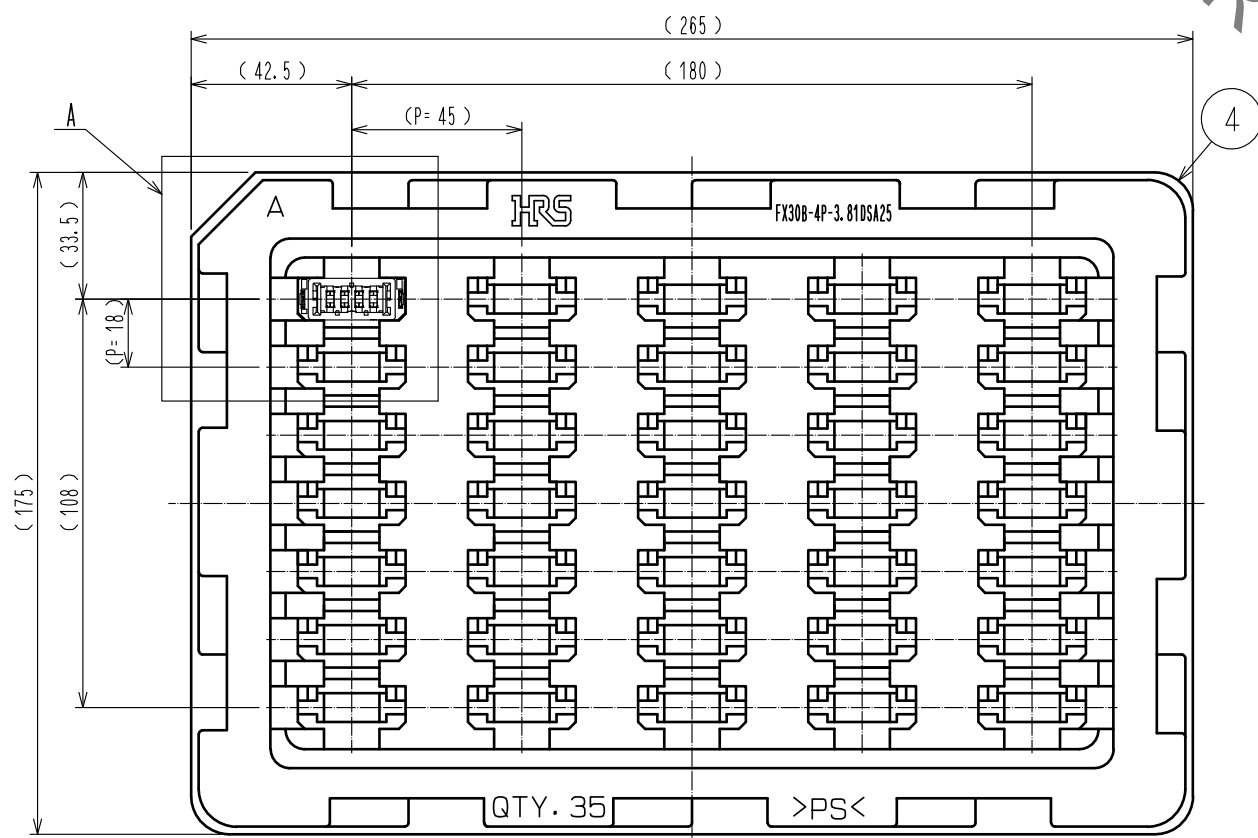 ( 265 )
( 42.5 )
( 180 )
(P= 45 )
A
4
( 33.5 )
A
HRS
FX30B-4P-3.81DSA25
(P= 18 )
( 175 )
( 108 )
QTY. 35
>PS<